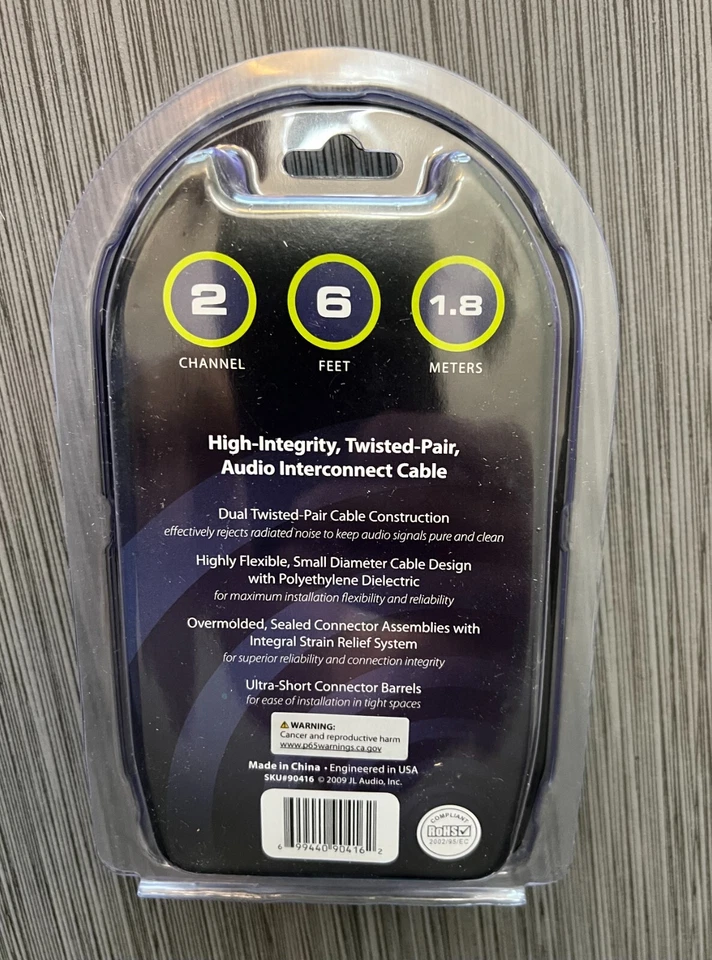 2 6 1.8
CHANNEL FEET METERS
High-Integrity, Twisted-Pair,
Audio Interconnect Cable
Dual Twisted-Pair Cable Construction
effectively rejects radiated noise to keep audio signals pure and clean
Highly Flexible, Small Diameter Cable Design
with Polyethylene Dielectric
for maximum installation flexibility and reliability
Overmolded, Sealed Connector Assemblies with
Integral Strain Relief System
for superior reliability and connection integrity
Ultra-Short Connector Barrels
for ease of installation in tight spaces
⚠ WARNING:
Cancer and reproductive harm
www.p65warnings.ca.gov
Made in China • Engineered in USA
SKU#90416 © 2009 JL Audio, Inc.
6 99440 90416 2
COMPLIANT
RoHS
2002/95/EC